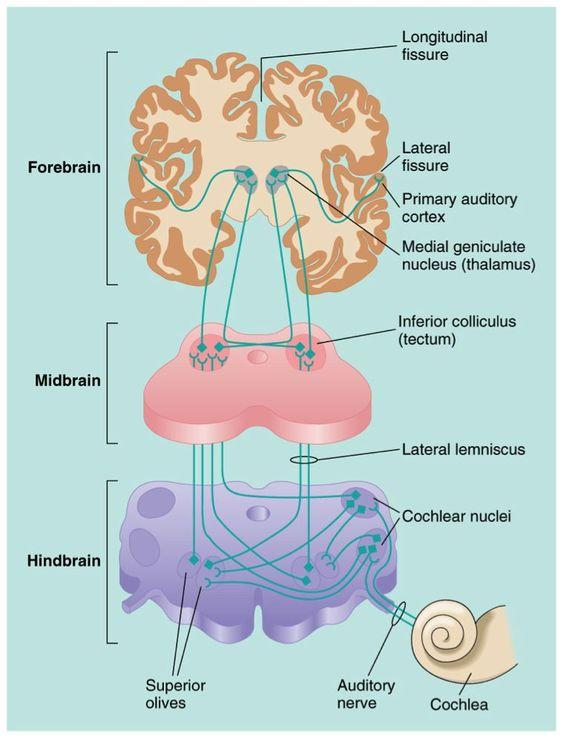 Longitudinal
fissure
Forebrain
Lateral
fissure
Primary auditory
cortex
Medial geniculate
nucleus (thalamus)
Inferior colliculus
(tectum)
Midbrain
Lateral lemniscus
Cochlear nuclei
Hindbrain
Superior
olives
Auditory
nerve
Cochlea